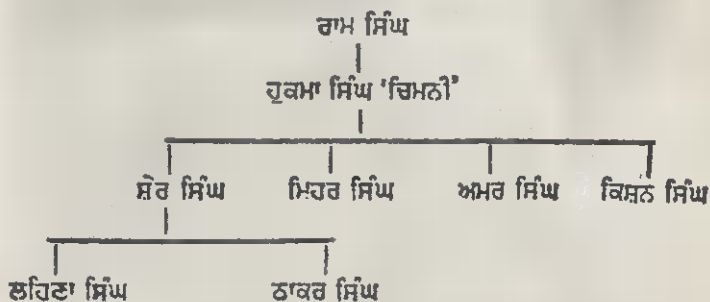 ਰਾਮ ਸਿੰਘ
ਹੁਕਮਾ ਸਿੰਘ 'ਚਿਮਨੀ'
ਸ਼ੇਰ ਸਿੰਘ ਮਿਹਰ ਸਿੰਘ ਅਮਰ ਸਿੰਘ ਕਿਸ਼ਨ ਸਿੰਘ
ਲਹਿਣਾ ਸਿੰਘ ਠਾਕਰ ਸਿੰਘ